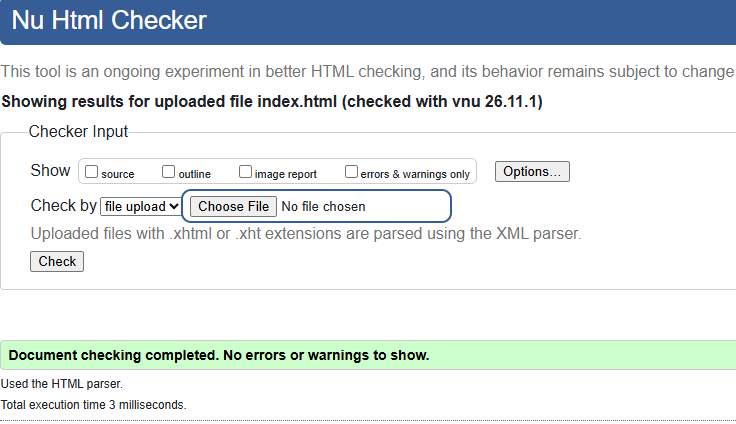 Nu Html Checker
This tool is an ongoing experiment in better HTML checking, and its behavior remains subject to change
Showing results for uploaded file index.html (checked with vnu 26.11.1)
Checker Input
Show source outline image report errors & warnings only Options...
Check by file upload Choose File No file chosen
Uploaded files with .xhtml or .xht extensions are parsed using the XML parser.
Check
Document checking completed. No errors or warnings to show.
Used the HTML parser.
Total execution time 3 milliseconds.